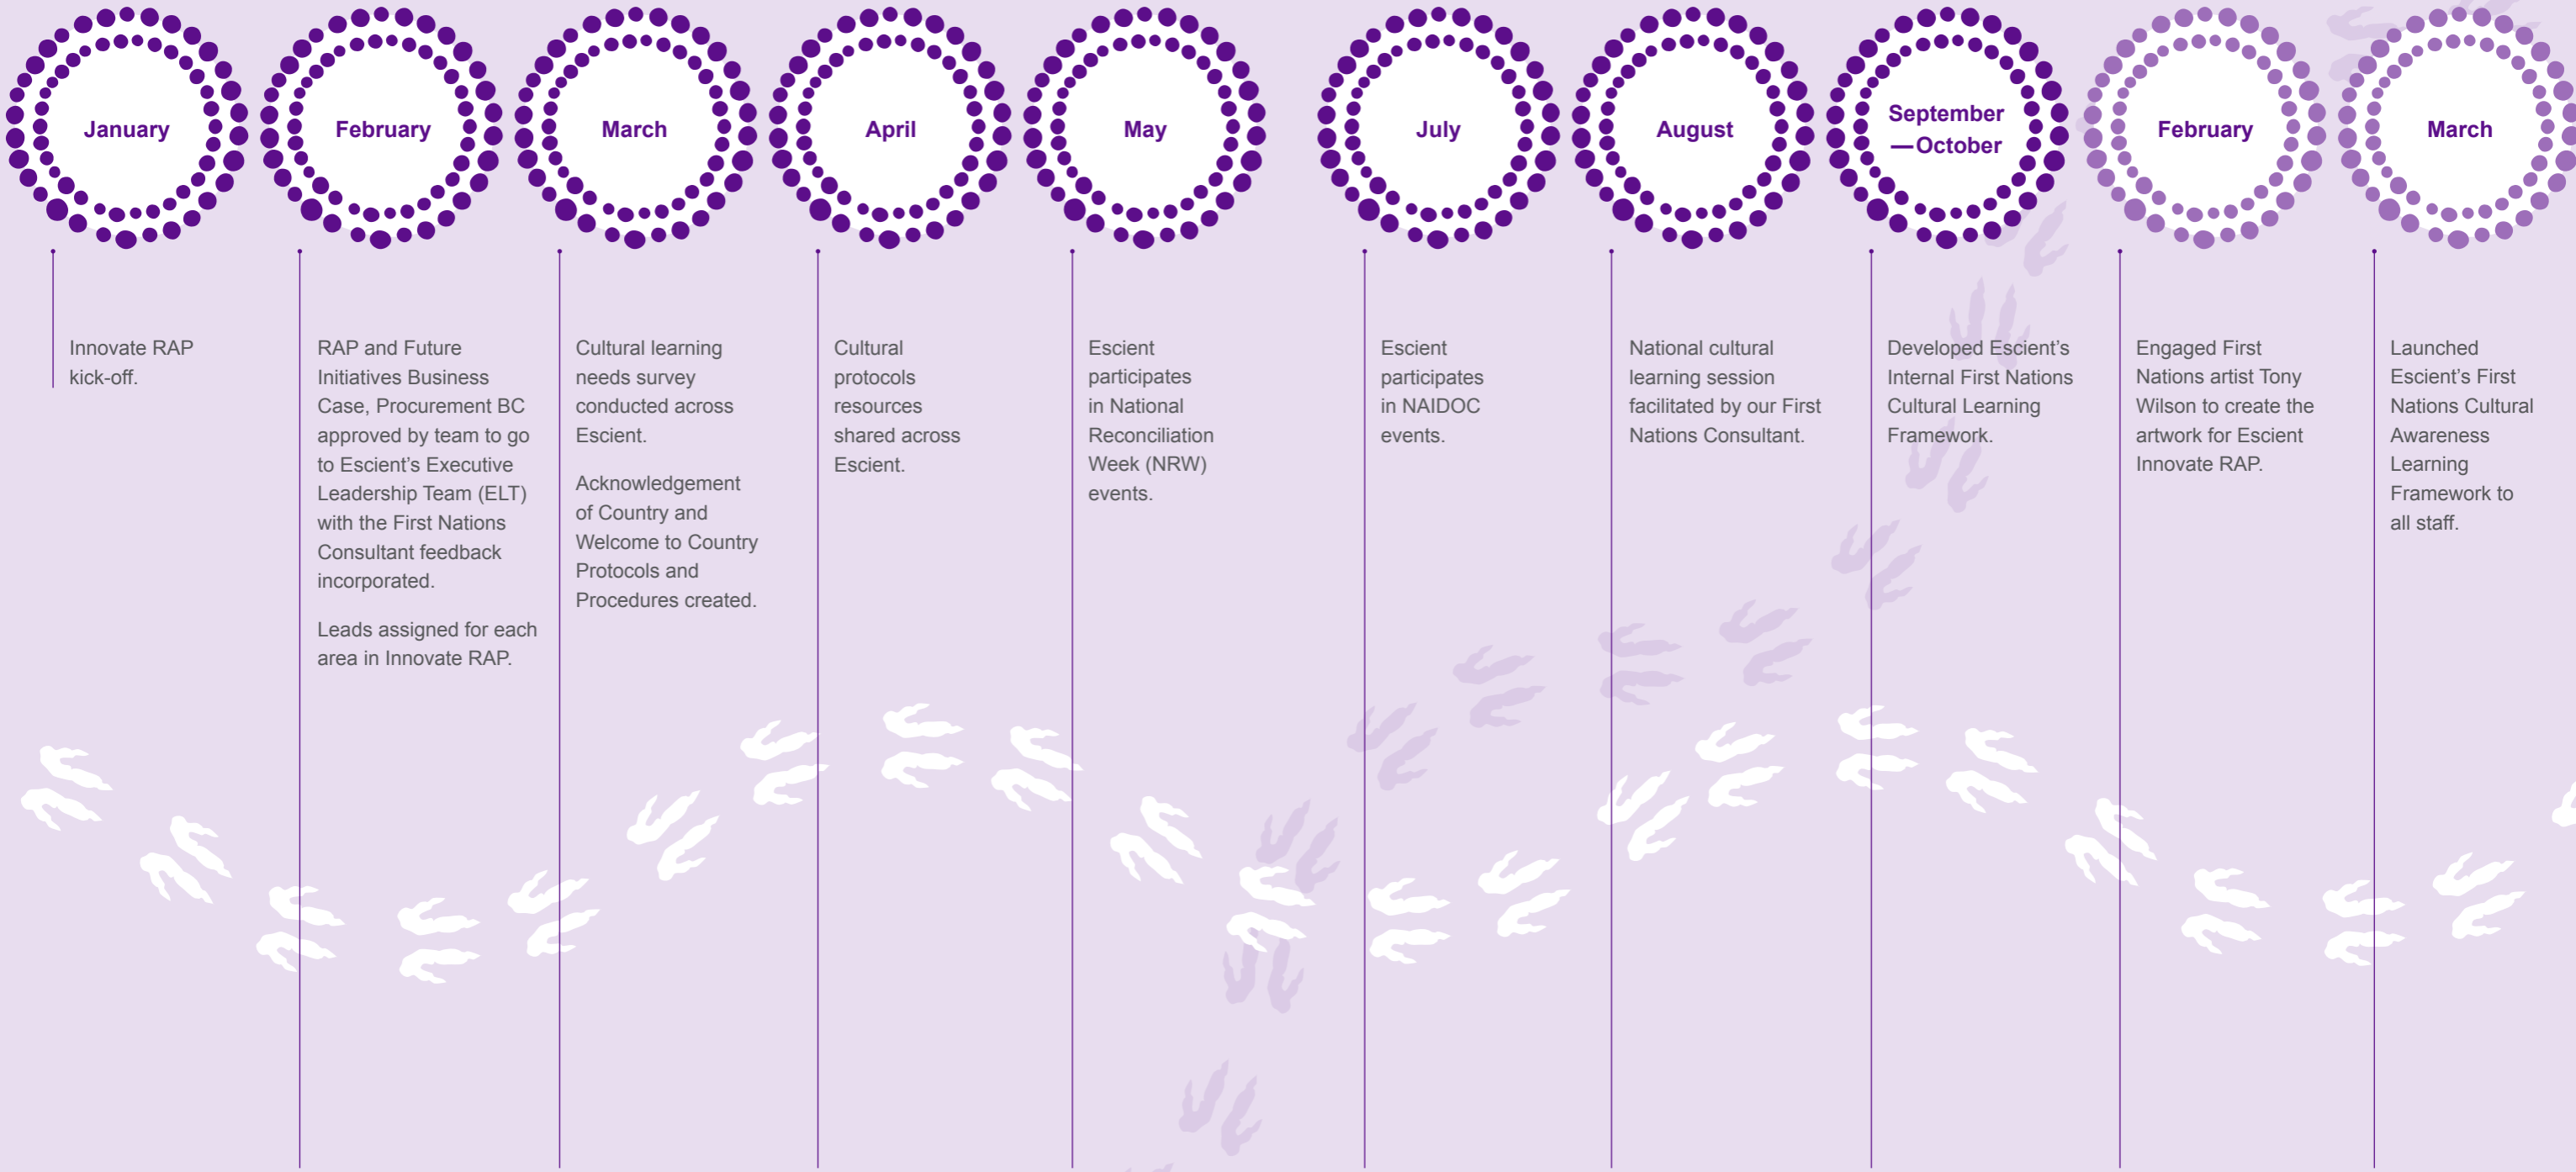 January
Innovate RAP
kick-off.
February
RAP and Future
Initiatives Business
Case, Procurement BC
approved by team to go
to Escient’s Executive
Leadership Team (ELT)
with the First Nations
Consultant feedback
incorporated.
Leads assigned for each
area in Innovate RAP.
March
Cultural learning
needs survey
conducted across
Escient.
Acknowledgement
of Country and
Welcome to Country
Protocols and
Procedures created.
April
Cultural
protocols
resources
shared across
Escient.
May
Escient
participates
in National
Reconciliation
Week (NRW)
events.
July
Escient
participates
in NAIDOC
events.
August
National cultural
learning session
facilitated by our First
Nations Consultant.
September
—October
Developed Escient’s
Internal First Nations
Cultural Learning
Framework.
February
Engaged First
Nations artist Tony
Wilson to create the
artwork for Escient
Innovate RAP.
March
Launched
Escient’s First
Nations Cultural
Awareness
Learning
Framework to
all staff.